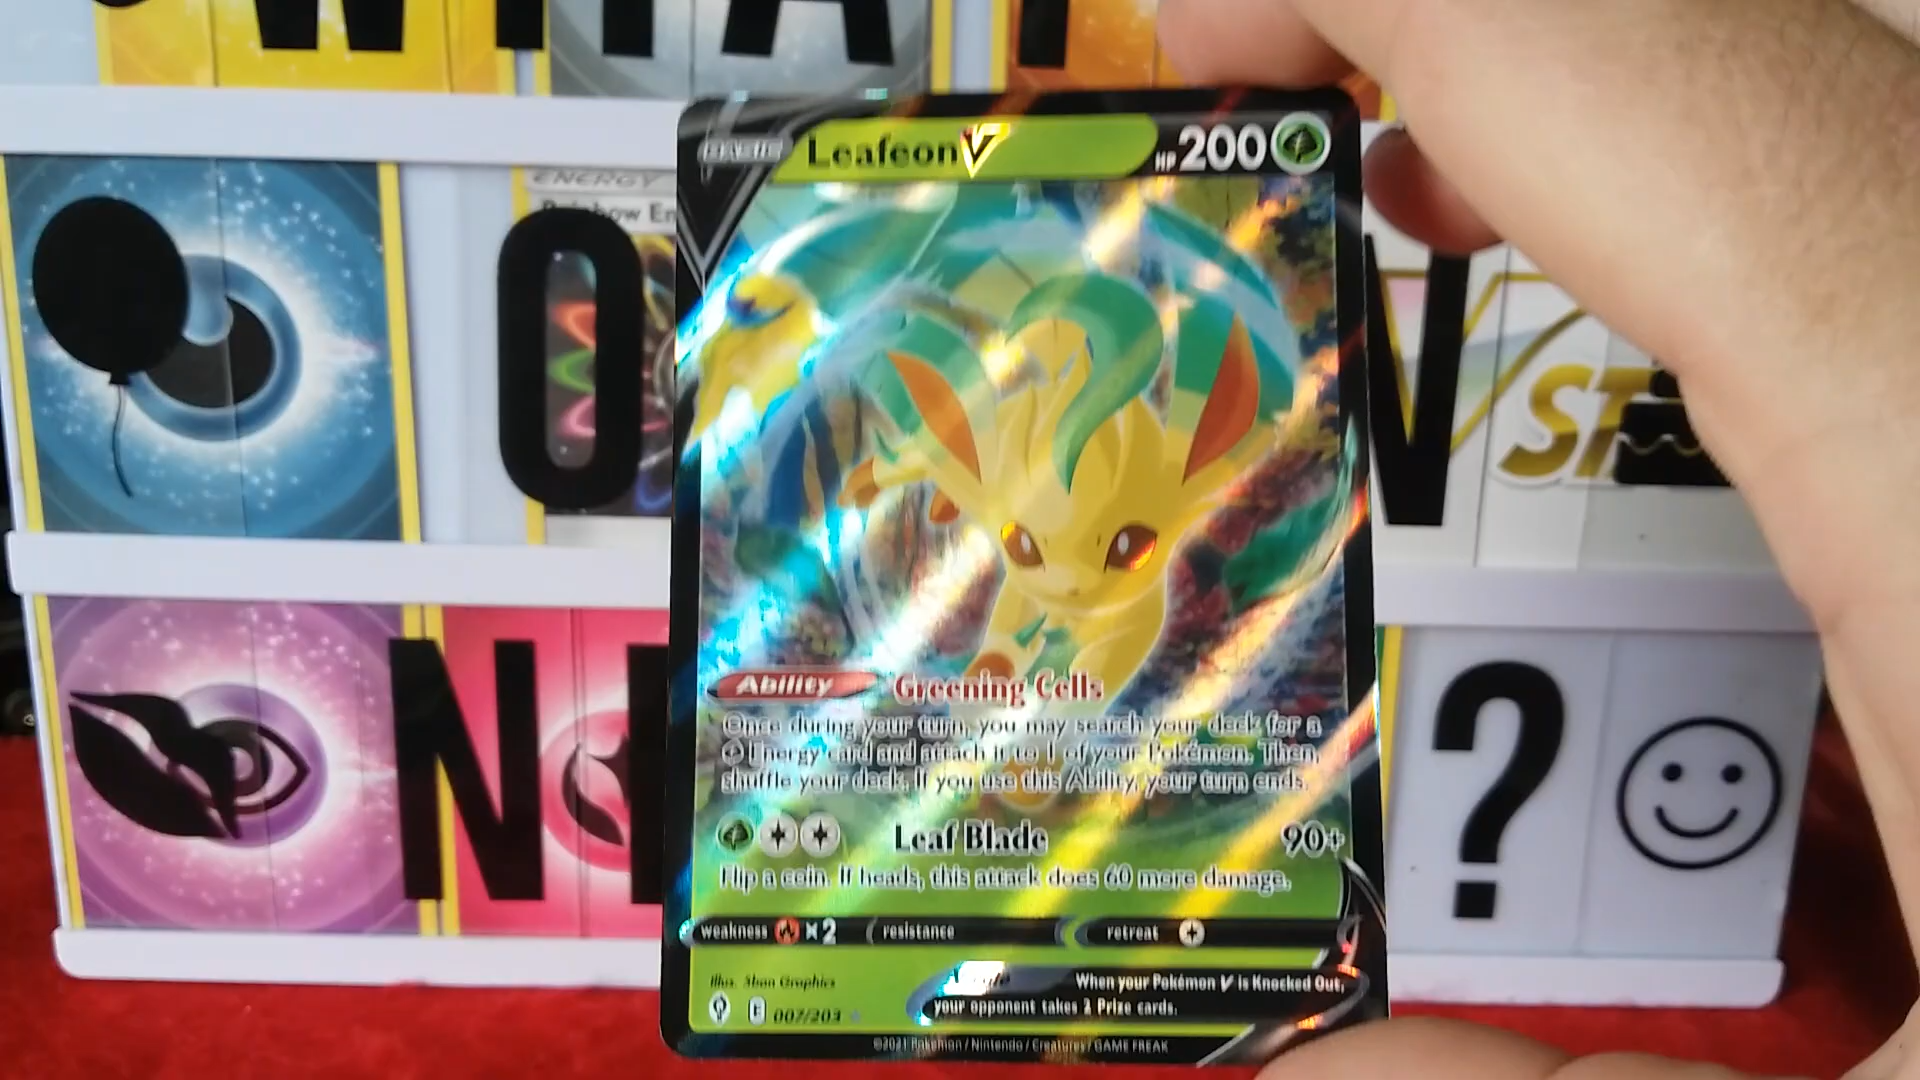 BASIC Leafeon V HP 200
ENERGY
Rainbow En
O
V
ST
Ability Greening Cells
Once during your turn, you may search your deck for a
Energy card and attach it to 1 of your Pokémon. Then,
shuffle your deck. If you use this Ability, your turn ends.
N
?
Leaf Blade 90+
Flip a coin. If heads, this attack does 60 more damage.
weakness ×2 resistance retreat
Illus. 5ban Graphics
V rule When your Pokémon V is Knocked Out,
your opponent takes 2 Prize cards.
E 007/203
©2021 Pokémon / Nintendo / Creatures / GAME FREAK